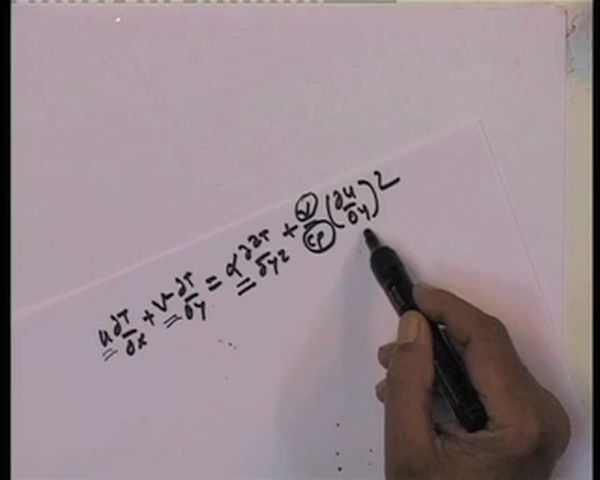 u ∂T/∂x + v ∂T/∂y = α ∂²T/∂y² + ν/cp (∂u/∂y)²